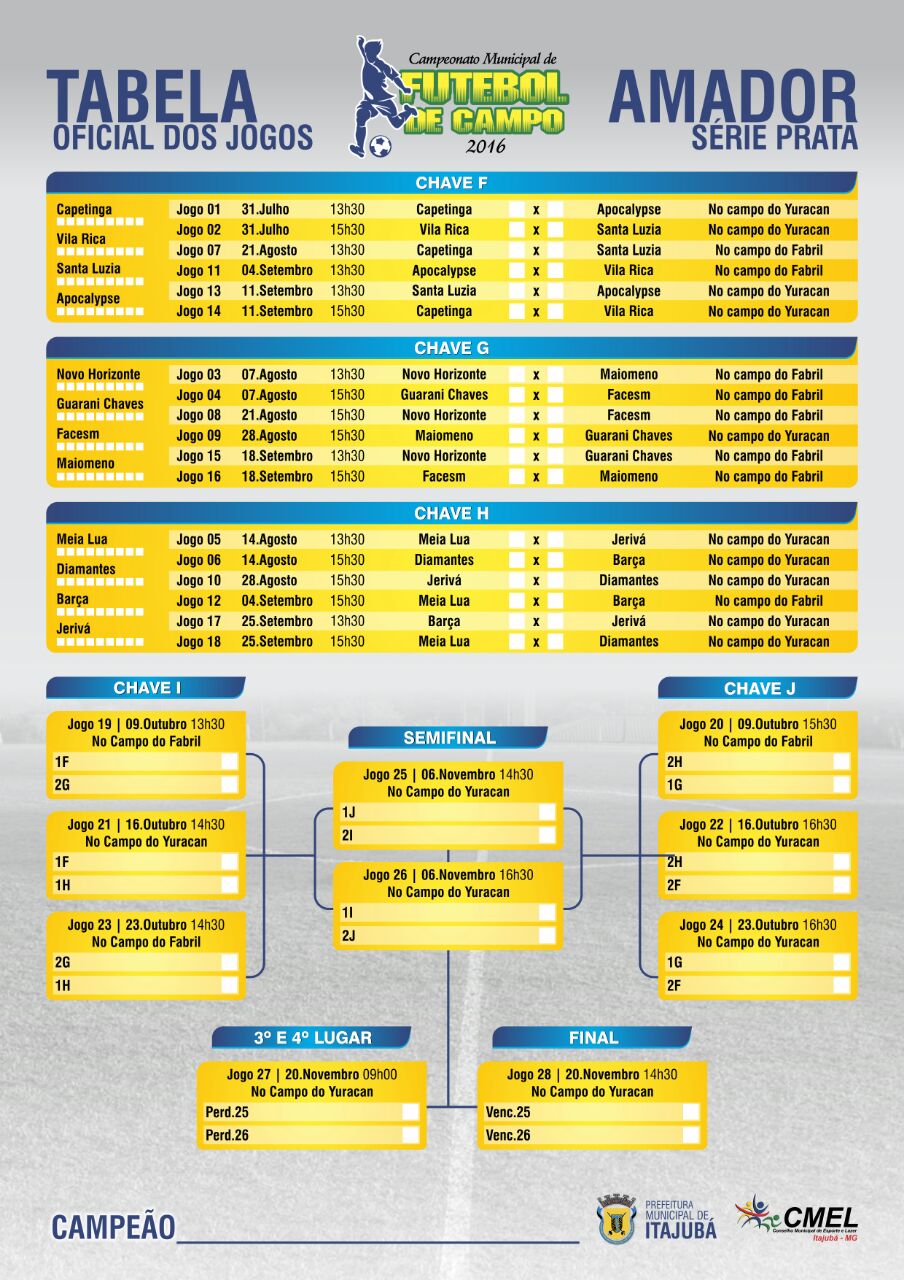 TABELA
OFICIAL DOS JOGOS
Campeonato Municipal de
FUTEBOL
DE CAMPO
2016
AMADOR
SÉRIE PRATA
CHAVE F
Capetinga
Vila Rica
Santa Luzia
Apocalypse
Jogo 01 31.Julho 13h30 Capetinga x Apocalypse No campo do Yuracan
Jogo 02 31.Julho 15h30 Vila Rica x Santa Luzia No campo do Yuracan
Jogo 07 21.Agosto 13h30 Capetinga x Santa Luzia No campo do Fabril
Jogo 11 04.Setembro 13h30 Apocalypse x Vila Rica No campo do Fabril
Jogo 13 11.Setembro 13h30 Santa Luzia x Apocalypse No campo do Yuracan
Jogo 14 11.Setembro 15h30 Capetinga x Vila Rica No campo do Yuracan
CHAVE G
Novo Horizonte
Guarani Chaves
Facesm
Maiomeno
Jogo 03 07.Agosto 13h30 Novo Horizonte x Maiomeno No campo do Fabril
Jogo 04 07.Agosto 15h30 Guarani Chaves x Facesm No campo do Fabril
Jogo 08 21.Agosto 15h30 Novo Horizonte x Facesm No campo do Fabril
Jogo 09 28.Agosto 15h30 Maiomeno x Guarani Chaves No campo do Yuracan
Jogo 15 18.Setembro 13h30 Novo Horizonte x Guarani Chaves No campo do Fabril
Jogo 16 18.Setembro 15h30 Facesm x Maiomeno No campo do Fabril
CHAVE H
Meia Lua
Diamantes
Barça
Jerivá
Jogo 05 14.Agosto 13h30 Meia Lua x Jerivá No campo do Yuracan
Jogo 06 14.Agosto 15h30 Diamantes x Barça No campo do Yuracan
Jogo 10 28.Agosto 15h30 Jerivá x Diamantes No campo do Yuracan
Jogo 12 04.Setembro 15h30 Meia Lua x Barça No campo do Fabril
Jogo 17 25.Setembro 13h30 Barça x Jerivá No campo do Yuracan
Jogo 18 25.Setembro 15h30 Meia Lua x Diamantes No campo do Yuracan
CHAVE I
Jogo 19 | 09.Outubro 13h30
No Campo do Fabril
1F
2G
Jogo 21 | 16.Outubro 14h30
No Campo do Yuracan
1F
1H
Jogo 23 | 23.Outubro 14h30
No Campo do Fabril
2G
1H
SEMIFINAL
Jogo 25 | 06.Novembro 14h30
No Campo do Yuracan
1J
2I
Jogo 26 | 06.Novembro 16h30
No Campo do Yuracan
1I
2J
CHAVE J
Jogo 20 | 09.Outubro 15h30
No Campo do Fabril
2H
1G
Jogo 22 | 16.Outubro 16h30
No Campo do Yuracan
2H
2F
Jogo 24 | 23.Outubro 16h30
No Campo do Yuracan
1G
2F
3º E 4º LUGAR
Jogo 27 | 20.Novembro 09h00
No Campo do Yuracan
Perd.25
Perd.26
FINAL
Jogo 28 | 20.Novembro 14h30
No Campo do Yuracan
Venc.25
Venc.26
CAMPEÃO
PREFEITURA
MUNICIPAL DE
ITAJUBÁ
CMEL
Conselho Municipal de Esporte e Lazer
Itajubá - MG